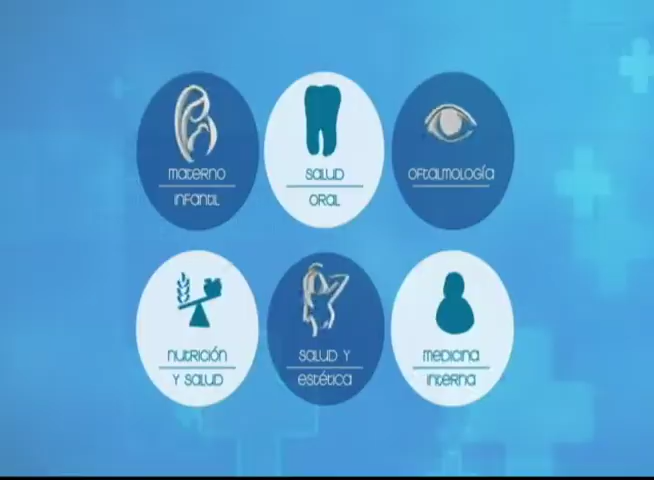 materno
infantil
salud
oral
oftalmología
nutrición
y salud
salud y
estética
medicina
interna